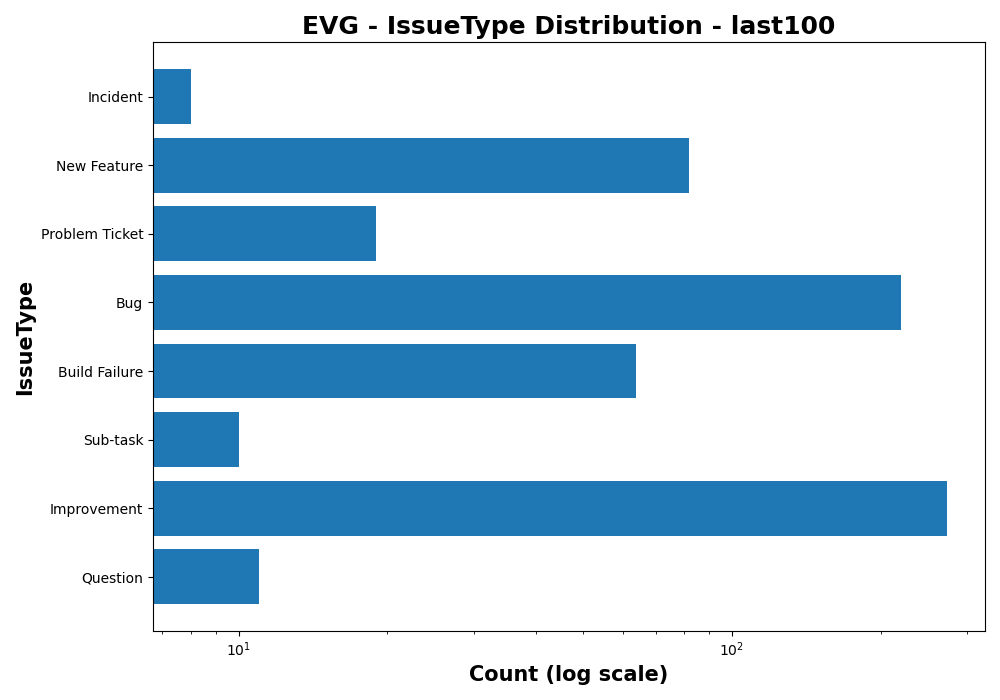 EVG - IssueType Distribution - last100
IssueType
Incident
New Feature
Problem Ticket
Bug
Build Failure
Sub-task
Improvement
Question
10¹ 10²
Count (log scale)